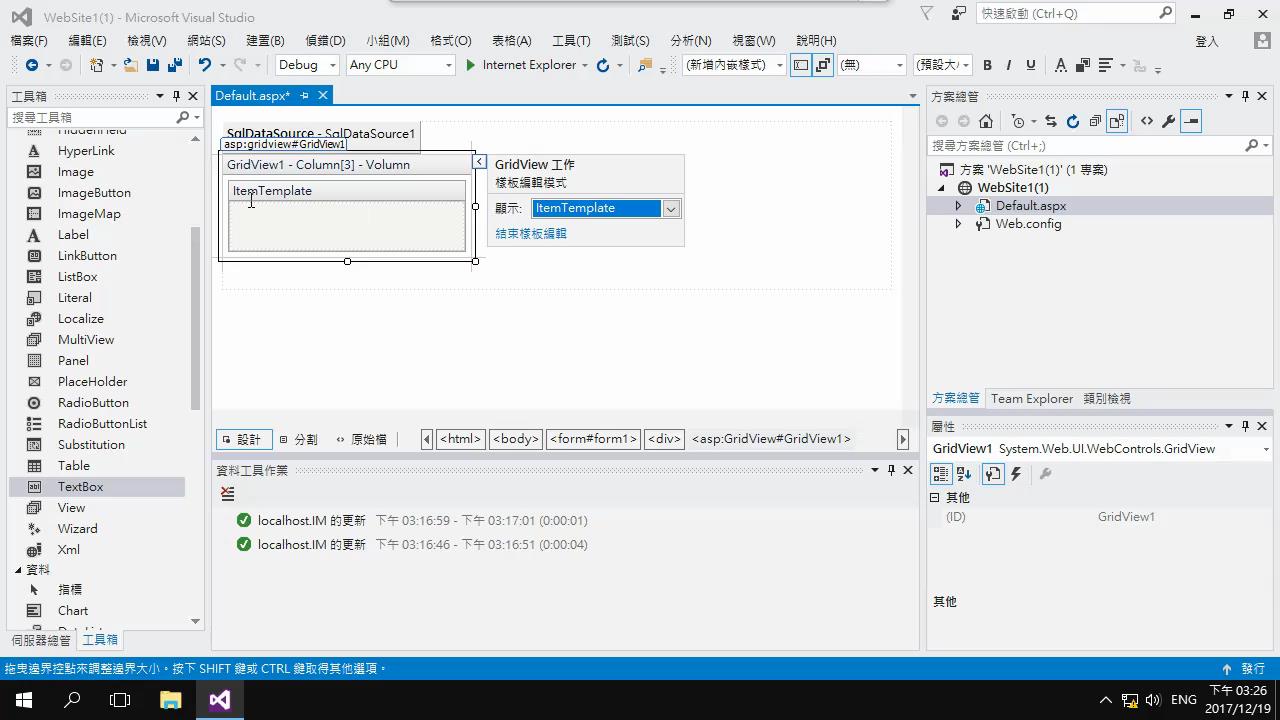 WebSite1(1) - Microsoft Visual Studio
快速啟動 (Ctrl+Q)
檔案(F) 編輯(E) 檢視(V) 網站(S) 建置(B) 偵錯(D) 小組(M) 格式(O) 表格(A) 工具(T) 測試(S) 分析(N) 視窗(W) 說明(H) 登入
Debug Any CPU Internet Explorer (新增內嵌樣式) (無) (預設大/ B I U A
工具箱
搜尋工具箱
HiddenField
HyperLink
Image
ImageButton
ImageMap
Label
LinkButton
ListBox
Literal
Localize
MultiView
Panel
PlaceHolder
RadioButton
RadioButtonList
Substitution
Table
TextBox
View
Wizard
Xml
資料
指標
Chart
伺服器總管 工具箱
Default.aspx*
SqlDataSource - SqlDataSource1
asp:gridview#GridView1
GridView1 - Column[3] - Volumn
ItemTemplate
GridView 工作
樣板編輯模式
顯示: ItemTemplate
結束樣板編輯
設計 分割 原始檔 <html> <body> <form#form1> <div> <asp:GridView#GridView1>
資料工具作業
localhost.IM 的更新 下午 03:16:59 - 下午 03:17:01 (0:00:01)
localhost.IM 的更新 下午 03:16:46 - 下午 03:16:51 (0:00:04)
方案總管
搜尋方案總管 (Ctrl+;)
方案 'WebSite1(1)' (1 專案)
WebSite1(1)
Default.aspx
Web.config
方案總管 Team Explorer 類別檢視
屬性
GridView1 System.Web.UI.WebControls.GridView
其他
(ID) GridView1
其他
拖曳邊界控點來調整邊界大小。按下 SHIFT 鍵或 CTRL 鍵取得其他選項。
發行
ENG
下午 03:26
2017/12/19